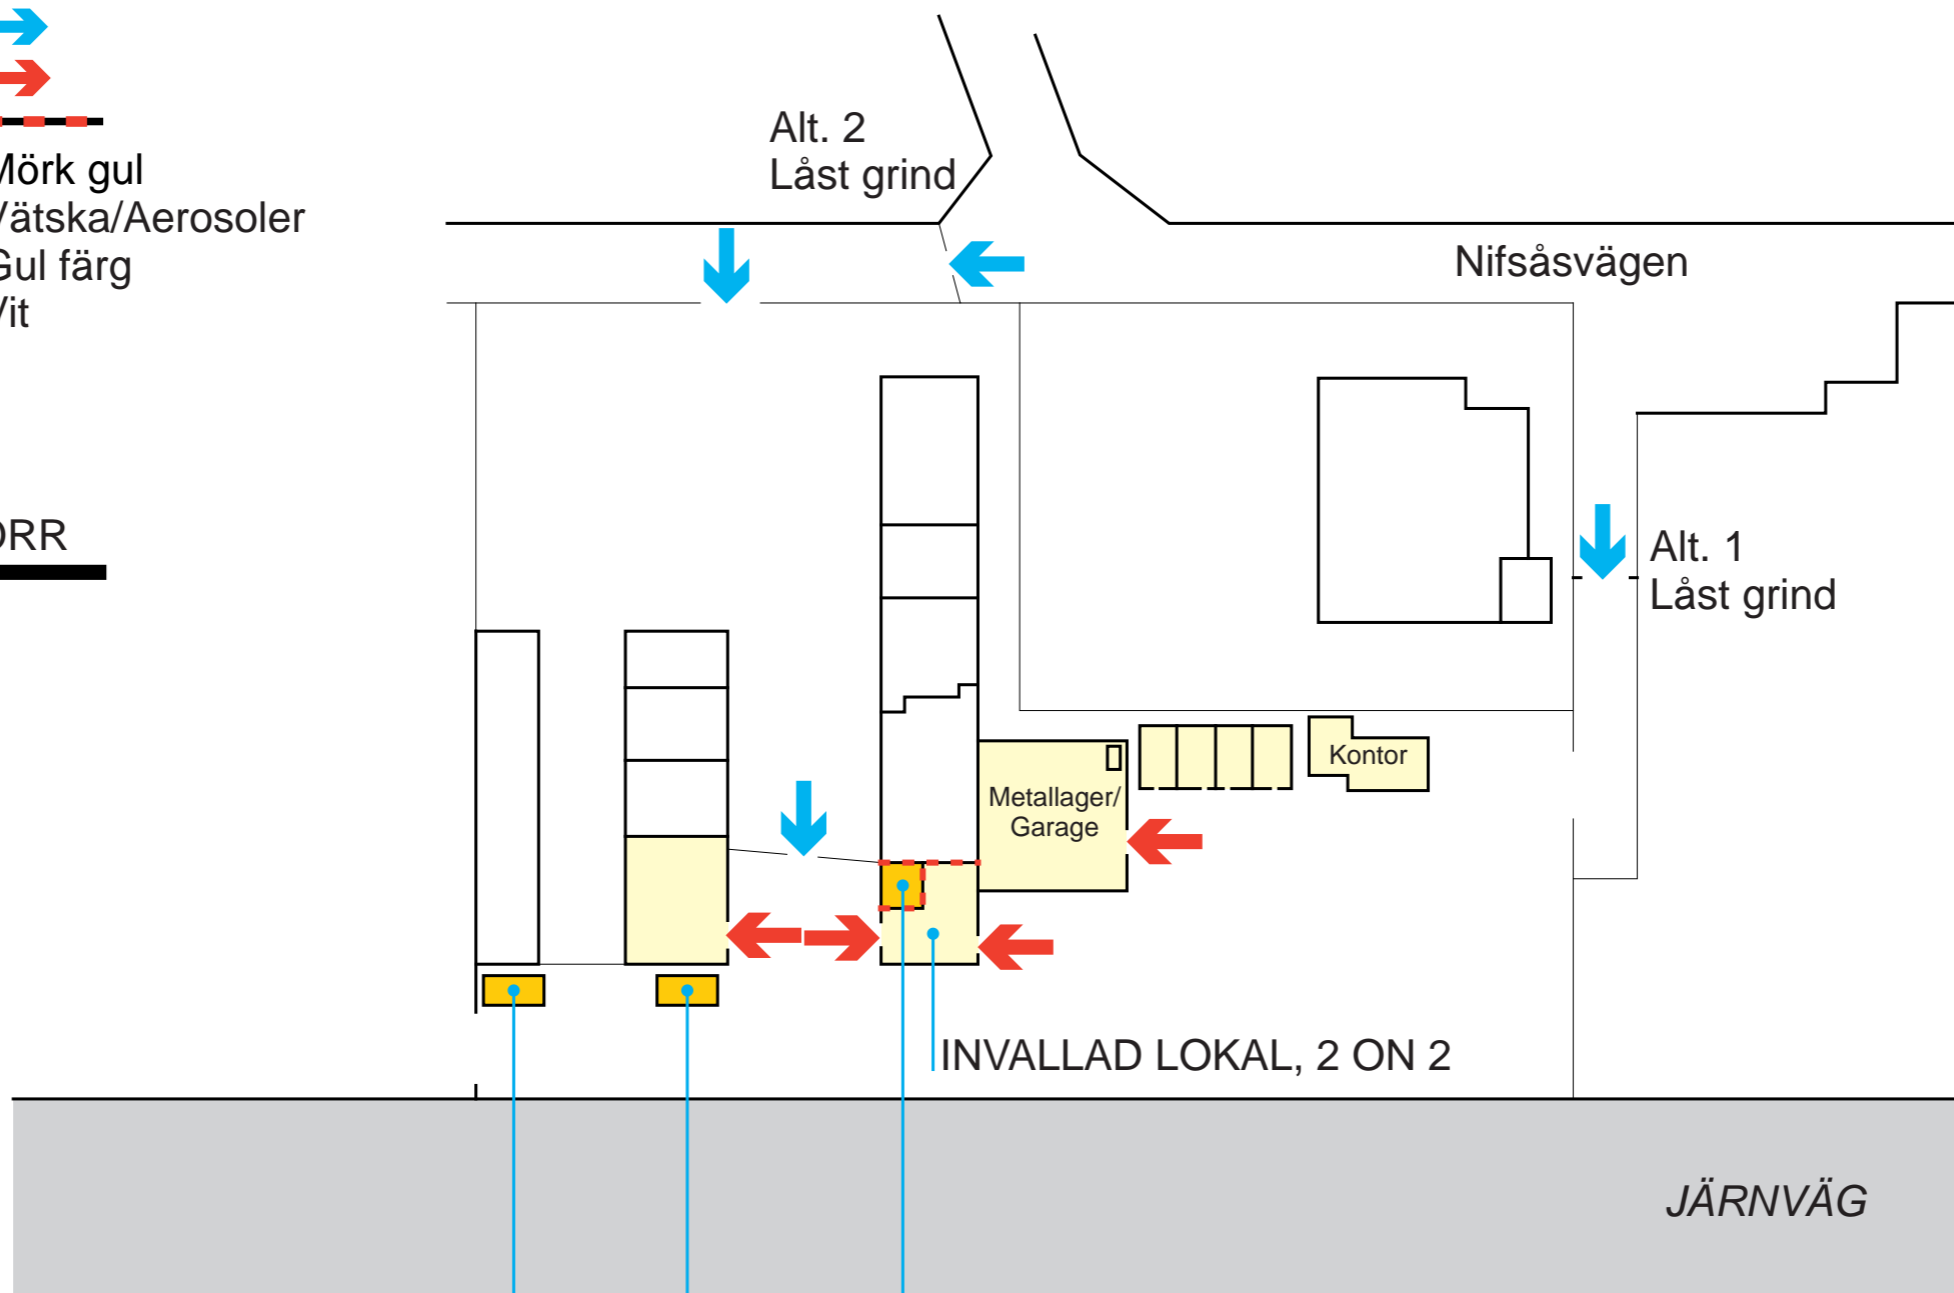 Mörk gul
Vätska/Aerosoler
Gul färg
Vit
ÖRR
Alt. 2
Låst grind
Nifsåsvägen
Alt. 1
Låst grind
Kontor
Metallager/
Garage
INVALLAD LOKAL, 2 ON 2
JÄRNVÄG